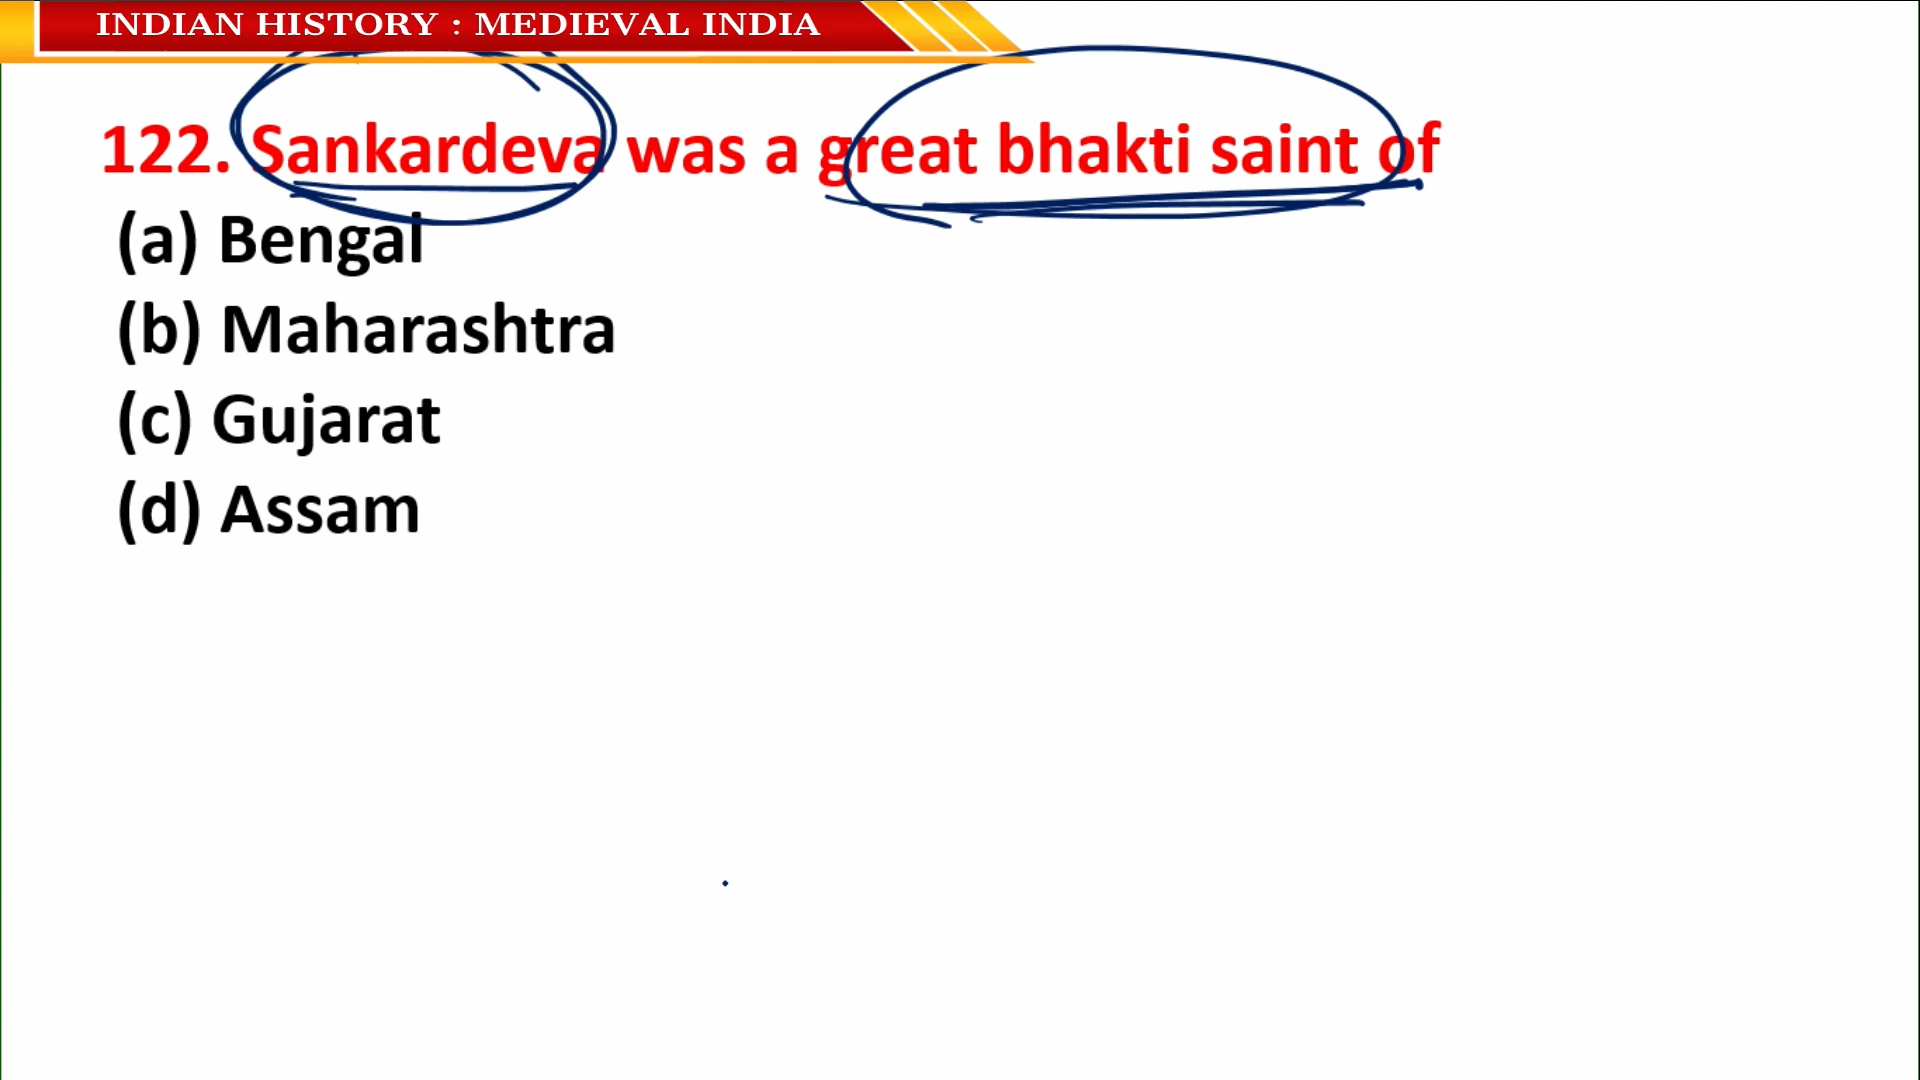 INDIAN HISTORY : MEDIEVAL INDIA
122. Sankardeva was a great bhakti saint of
(a) Bengal
(b) Maharashtra
(c) Gujarat
(d) Assam